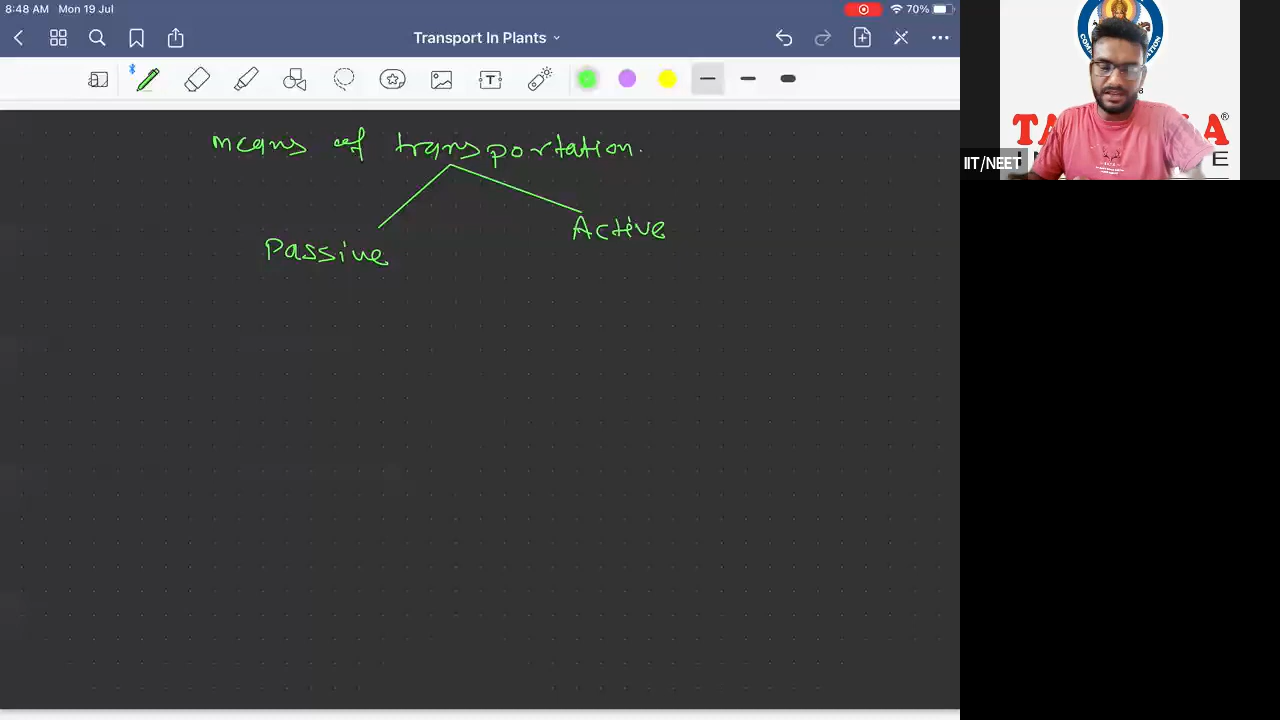 8:48 AM Mon 19 Jul
70%
Transport In Plants
means of transportation.
Passive
Active
IIT/NEET